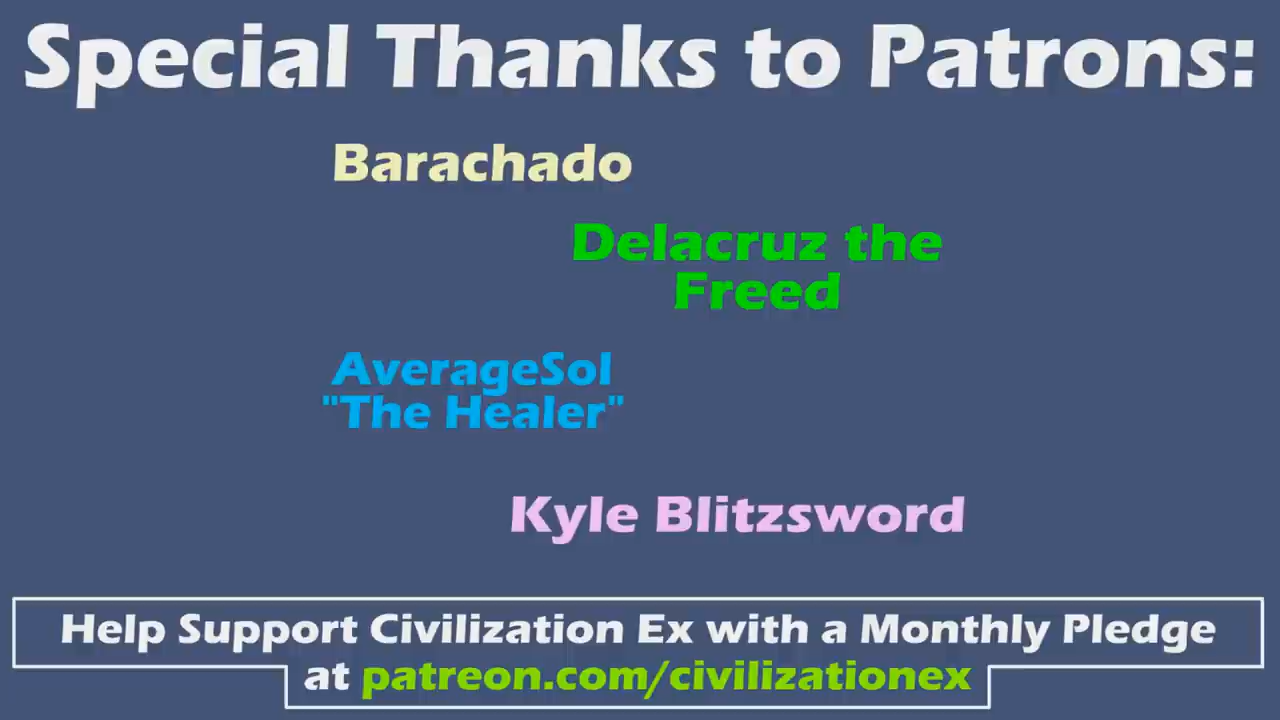 Special Thanks to Patrons:
Barachado
Delacruz the
Freed
AverageSol
"The Healer"
Kyle Blitzsword
Help Support Civilization Ex with a Monthly Pledge
at patreon.com/civilizationex